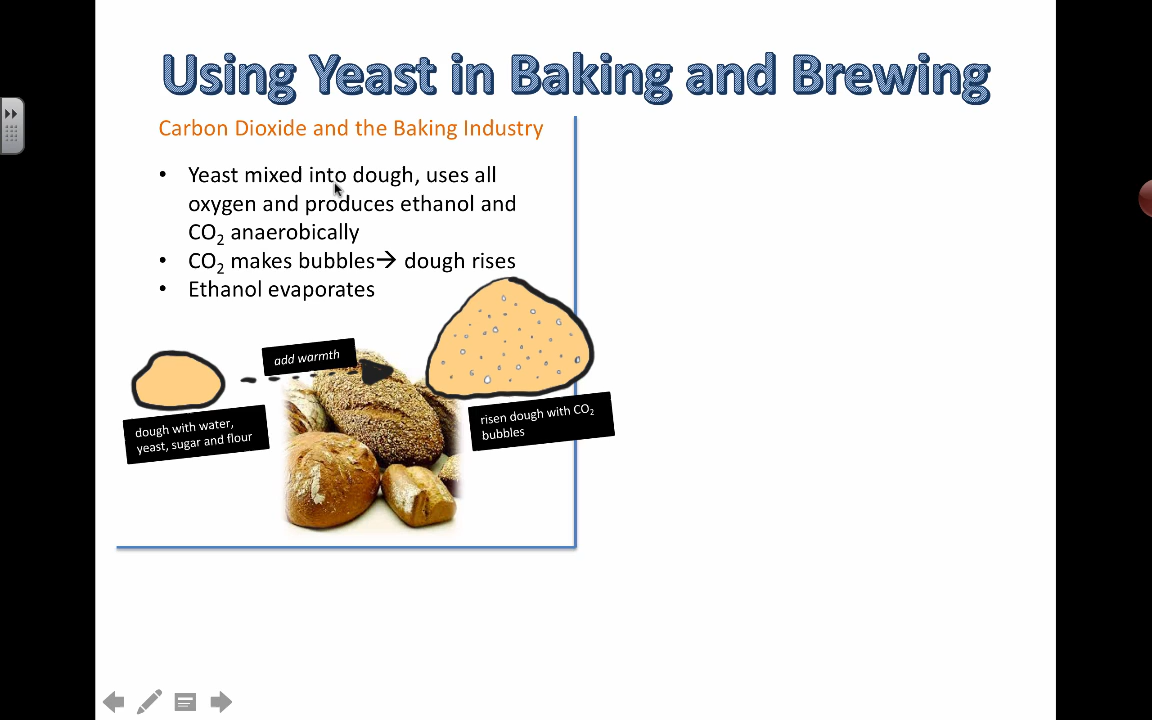 Using Yeast in Baking and Brewing
Carbon Dioxide and the Baking Industry
• Yeast mixed into dough, uses all
oxygen and produces ethanol and
CO₂ anaerobically
• CO₂ makes bubbles→ dough rises
• Ethanol evaporates
add warmth
dough with water,
yeast, sugar and flour
risen dough with CO₂
bubbles